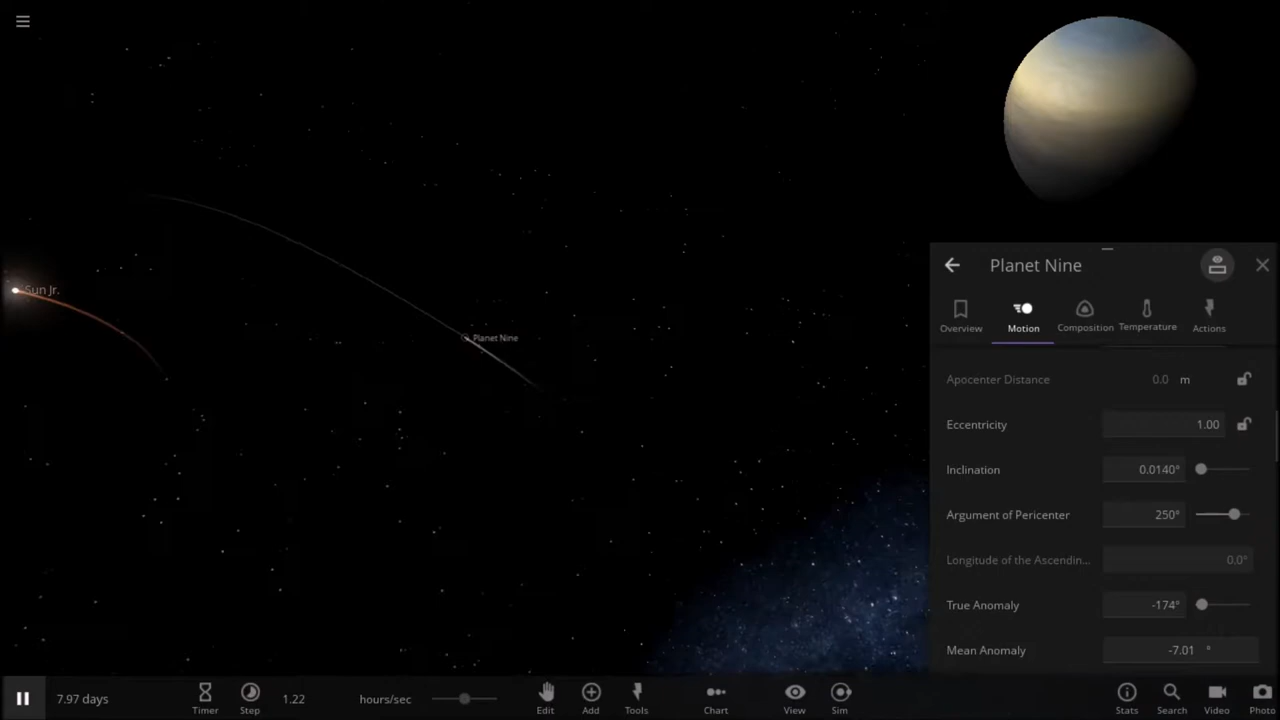 Sun Jr.
Planet Nine
Planet Nine
Overview
Motion
Composition
Temperature
Actions
Apocenter Distance 0.0 m
Eccentricity 1.00
Inclination 0.0140°
Argument of Pericenter 250°
Longitude of the Ascendin... 0.0°
True Anomaly -174°
Mean Anomaly -7.01 °
7.97 days
Timer
Step
1.22 hours/sec
Edit
Add
Tools
Chart
View
Sim
Stats
Search
Video
Photo